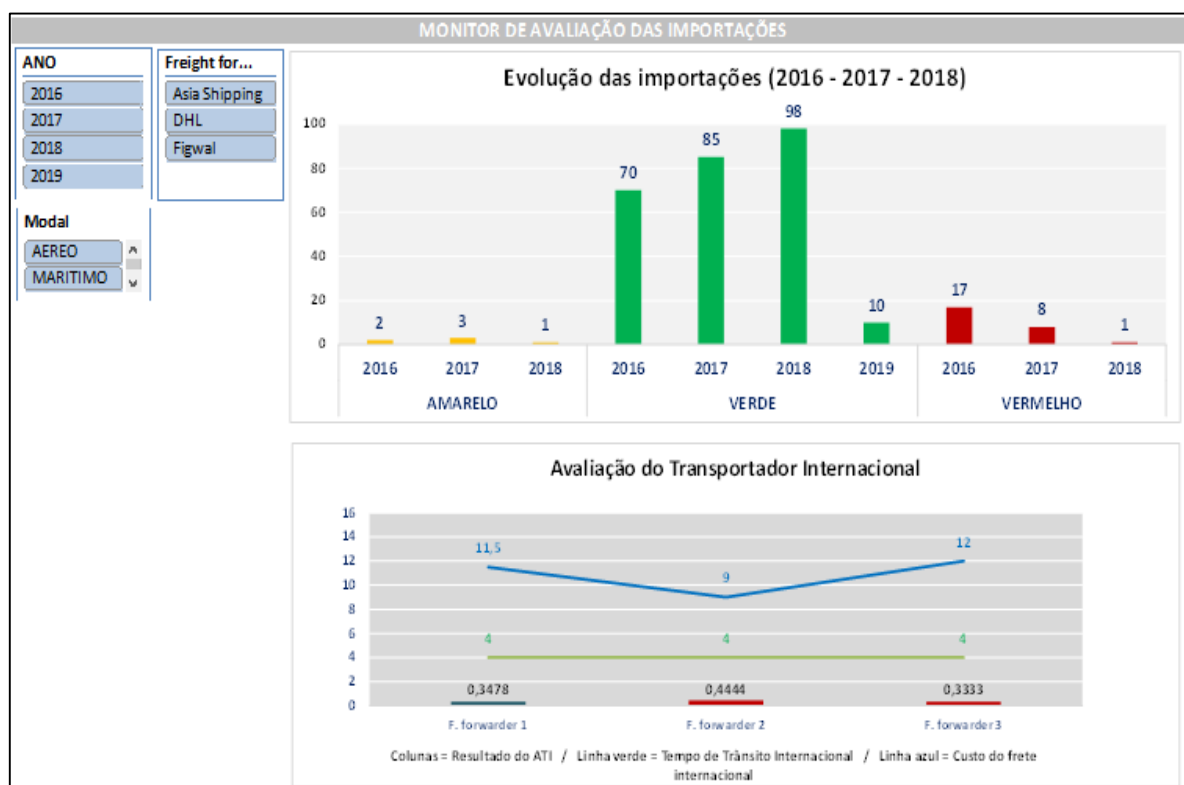 MONITOR DE AVALIAÇÃO DAS IMPORTAÇÕES
ANO
2016
2017
2018
2019
Freight for...
Asia Shipping
DHL
Figwal
Modal
AEREO
MARITIMO
Evolução das importações (2016 - 2017 - 2018)
100
80
60
40
20
0
2
3
1
70
85
98
10
17
8
1
2016 2017 2018 2016 2017 2018 2019 2016 2017 2018
AMARELO VERDE VERMELHO
Avaliação do Transportador Internacional
16
14
12
10
8
6
4
2
0
11,5
9
12
4
4
4
0,3478
0,4444
0,3333
F. forwarder 1 F. forwarder 2 F. forwarder 3
Colunas = Resultado do ATI / Linha verde = Tempo de Trânsito Internacional / Linha azul = Custo do frete
internacional